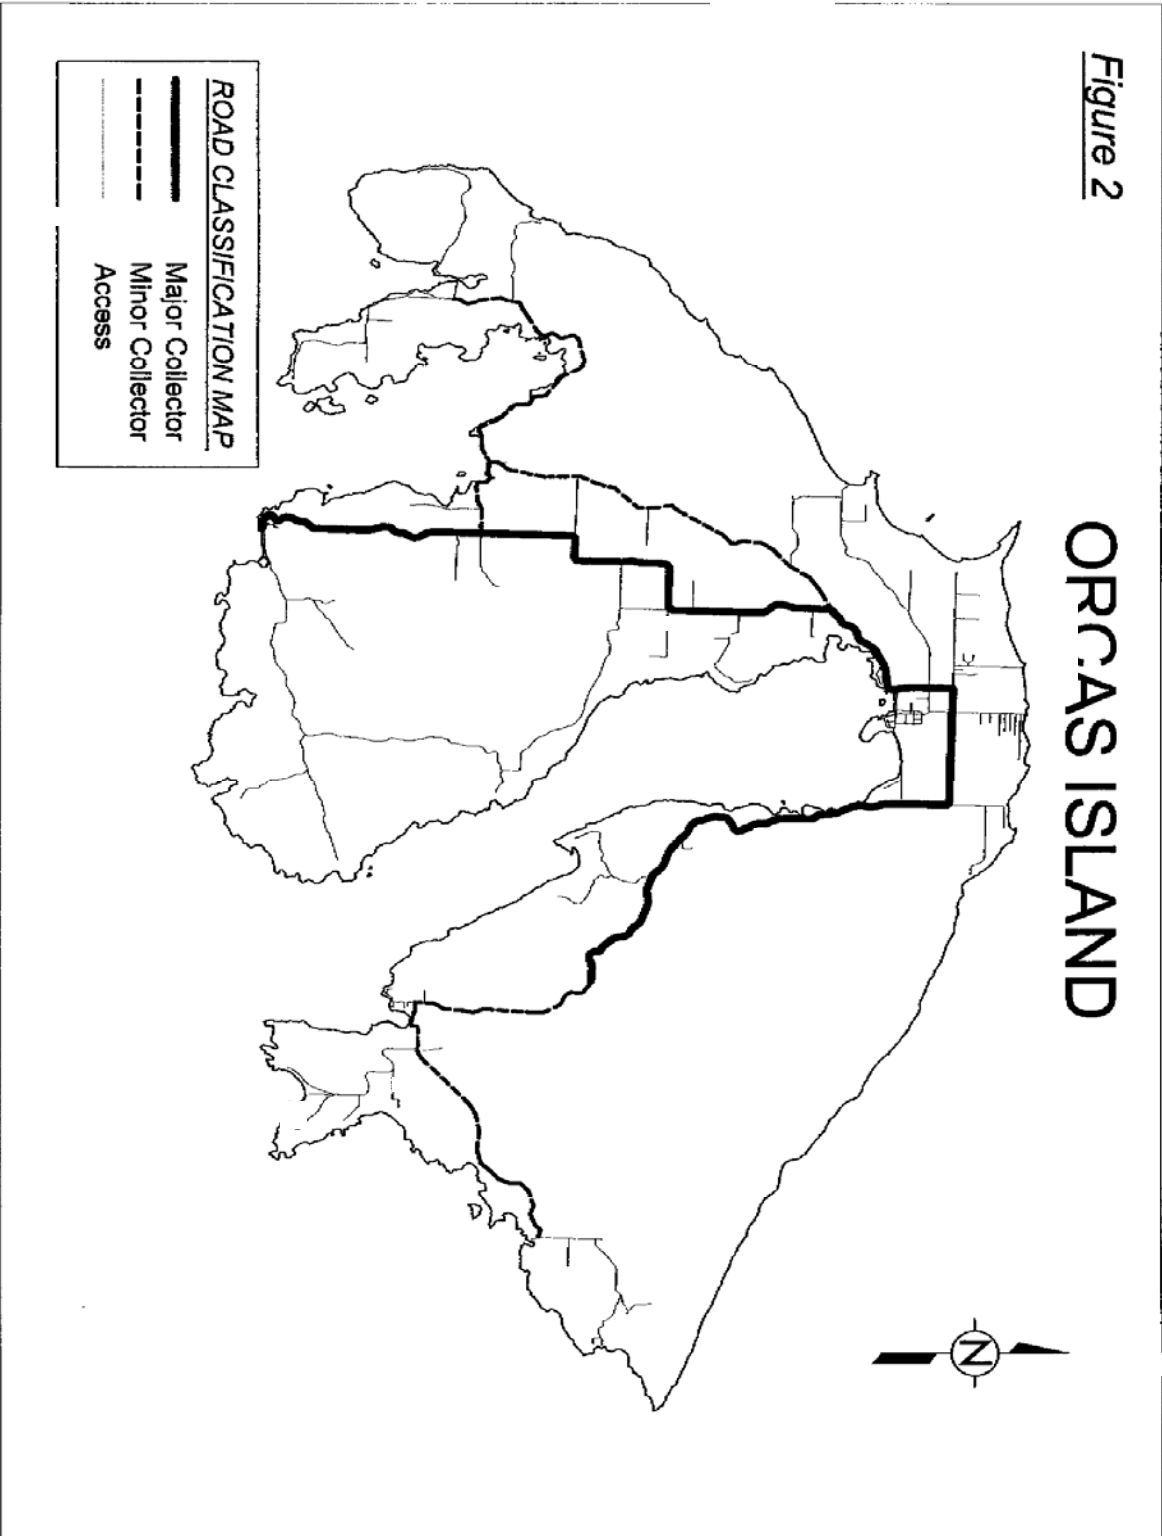 Figure 2
ORCAS ISLAND
N
ROAD CLASSIFICATION MAP
Major Collector
Minor Collector
Access